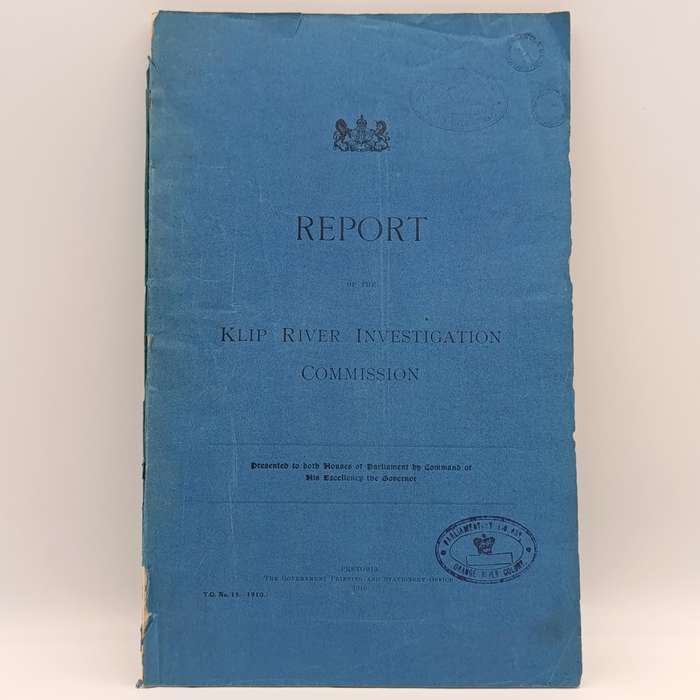 REPORT
OF THE
KLIP RIVER INVESTIGATION
COMMISSION
Presented to both Houses of Parliament by Command of
His Excellency the Governor
PRETORIA
THE GOVERNMENT PRINTING AND STATIONERY OFFICE
1910
T.G. No. 13—1910.
ORANGE RIVER COLONY